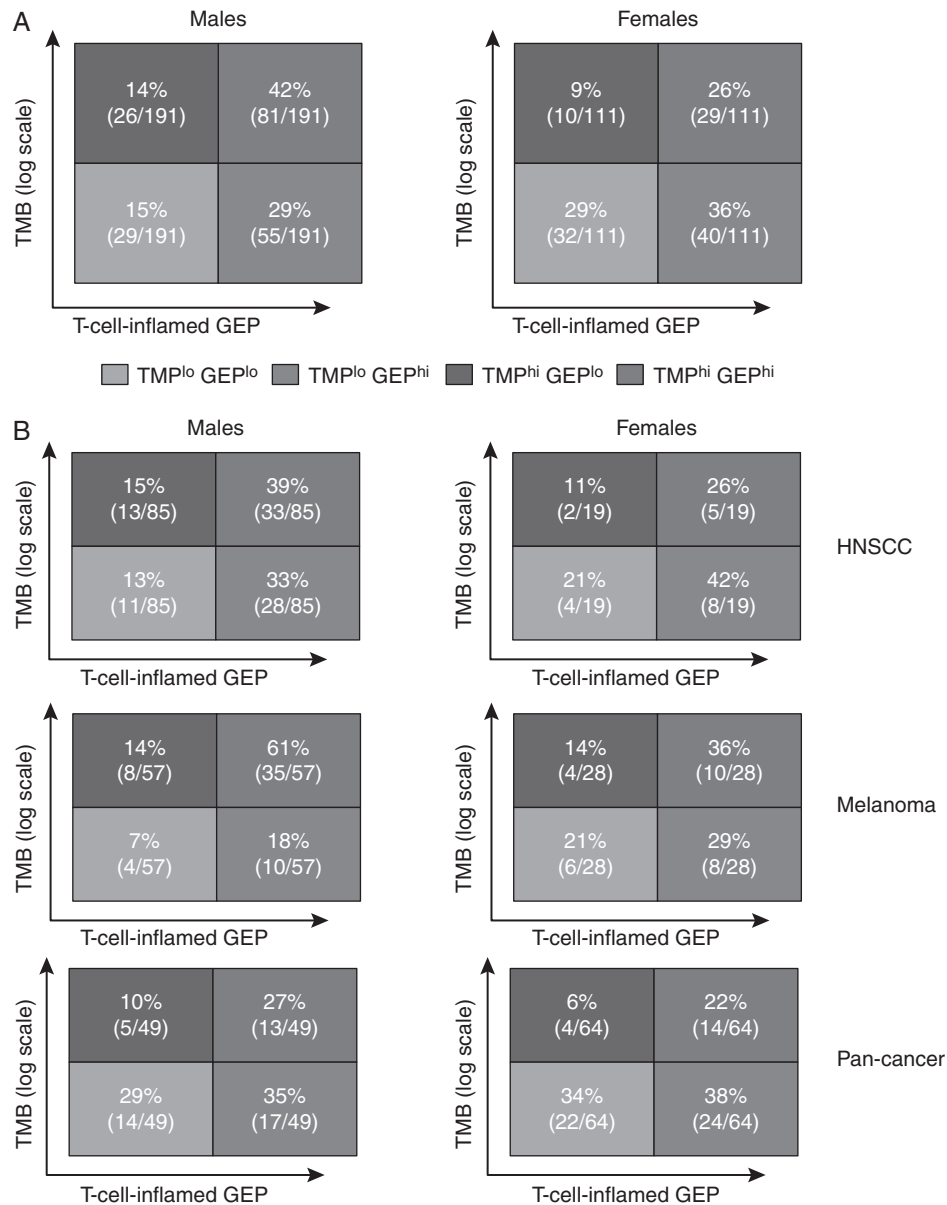 A
Males
Females
TMB (log scale)
14%
(26/191)
42%
(81/191)
15%
(29/191)
29%
(55/191)
T-cell-inflamed GEP
TMB (log scale)
9%
(10/111)
26%
(29/111)
29%
(32/111)
36%
(40/111)
T-cell-inflamed GEP
TMPlo GEPlo TMPlo GEPhi TMPhi GEPlo TMPhi GEPhi
B
Males
Females
TMB (log scale)
15%
(13/85)
39%
(33/85)
13%
(11/85)
33%
(28/85)
T-cell-inflamed GEP
TMB (log scale)
11%
(2/19)
26%
(5/19)
21%
(4/19)
42%
(8/19)
T-cell-inflamed GEP
HNSCC
TMB (log scale)
14%
(8/57)
61%
(35/57)
7%
(4/57)
18%
(10/57)
T-cell-inflamed GEP
TMB (log scale)
14%
(4/28)
36%
(10/28)
21%
(6/28)
29%
(8/28)
T-cell-inflamed GEP
Melanoma
TMB (log scale)
10%
(5/49)
27%
(13/49)
29%
(14/49)
35%
(17/49)
T-cell-inflamed GEP
TMB (log scale)
6%
(4/64)
22%
(14/64)
34%
(22/64)
38%
(24/64)
T-cell-inflamed GEP
Pan-cancer